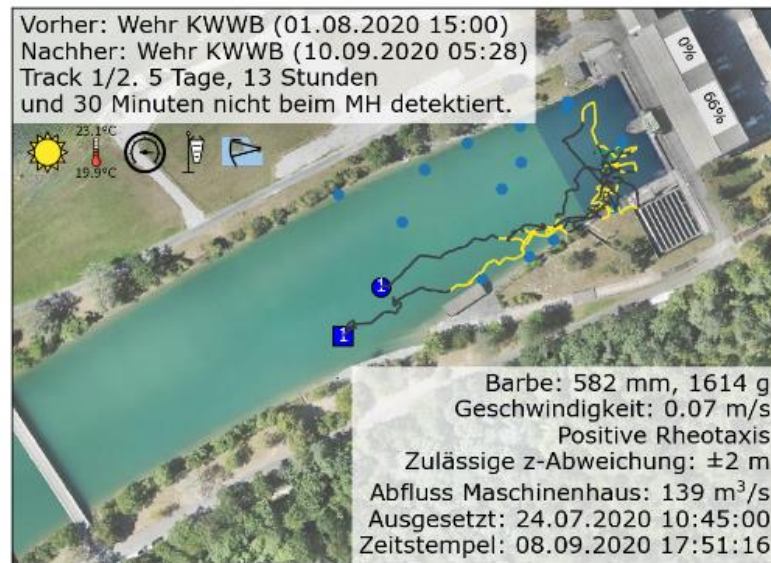 Vorher: Wehr KWWB (01.08.2020 15:00)
Nachher: Wehr KWWB (10.09.2020 05:28)
Track 1/2. 5 Tage, 13 Stunden
und 30 Minuten nicht beim MH detektiert.
23.1°C
19.9°C
0%
66%
1
1
Barbe: 582 mm, 1614 g
Geschwindigkeit: 0.07 m/s
Positive Rheotaxis
Zulässige z-Abweichung: ±2 m
Abfluss Maschinenhaus: 139 m³/s
Ausgesetzt: 24.07.2020 10:45:00
Zeitstempel: 08.09.2020 17:51:16